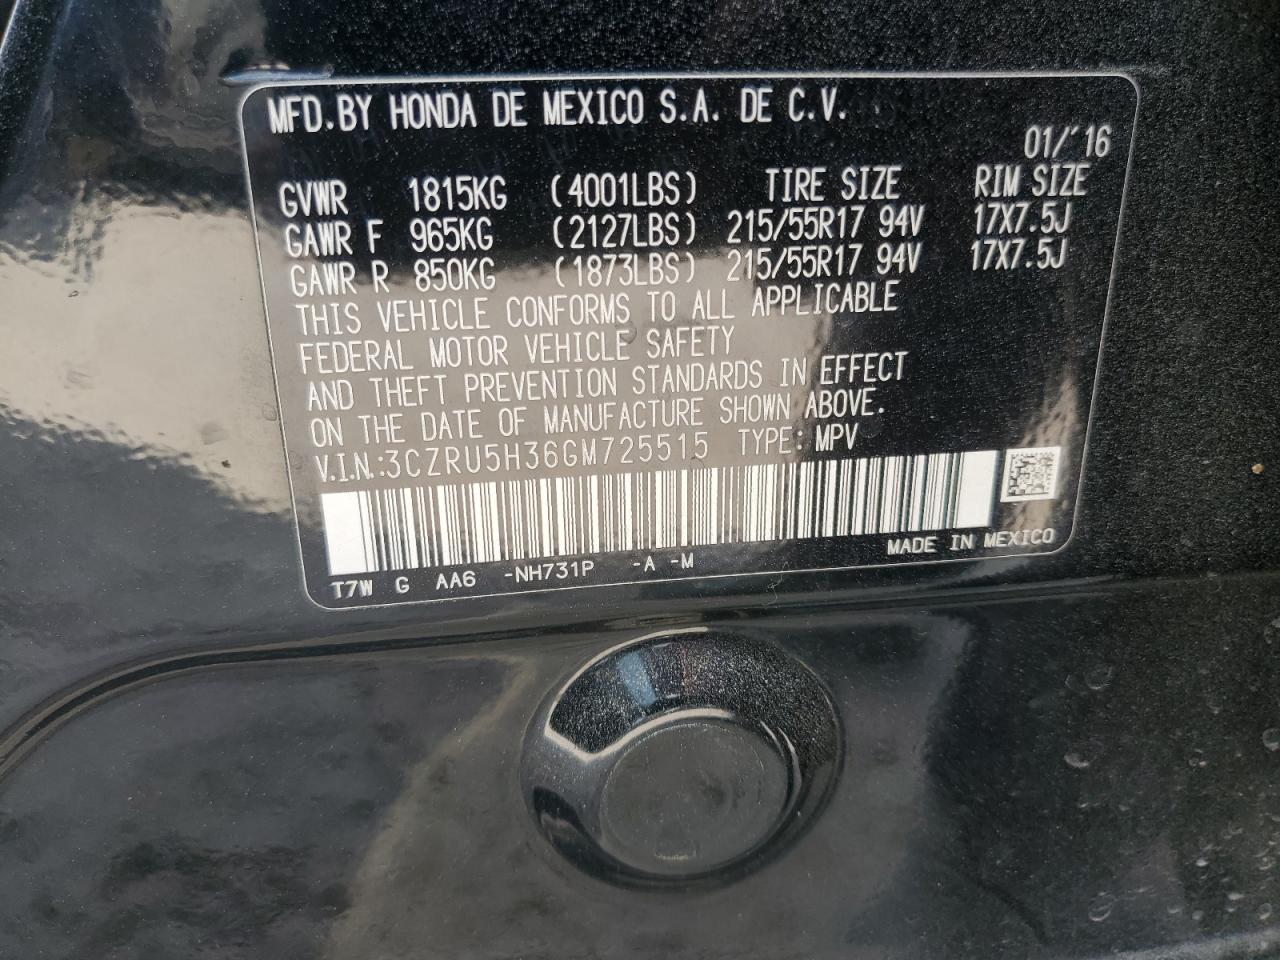 MFD.BY HONDA DE MEXICO S.A. DE C.V.
01/'16
GVWR 1815KG (4001LBS) TIRE SIZE RIM SIZE
GAWR F 965KG (2127LBS) 215/55R17 94V 17X7.5J
GAWR R 850KG (1873LBS) 215/55R17 94V 17X7.5J
THIS VEHICLE CONFORMS TO ALL APPLICABLE
FEDERAL MOTOR VEHICLE SAFETY
AND THEFT PREVENTION STANDARDS IN EFFECT
ON THE DATE OF MANUFACTURE SHOWN ABOVE.
V.I.N.:3CZRU5H36GM725515 TYPE: MPV
MADE IN MEXICO
T7W G AA6 -NH731P -A -M